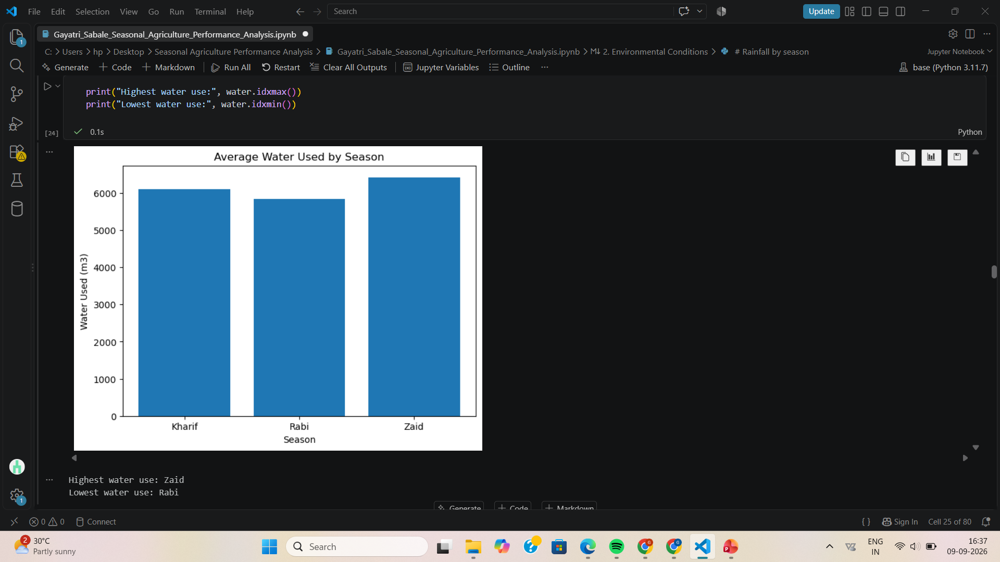 File Edit Selection View Go Run Terminal Help
Search
Update
Gayatri_Sabale_Seasonal_Agriculture_Performance_Analysis.ipynb
C: > Users > hp > Desktop > Seasonal Agriculture Performance Analysis > Gayatri_Sabale_Seasonal_Agriculture_Performance_Analysis.ipynb > M↓ 2. Environmental Conditions > # Rainfall by season
Jupyter Notebook
Generate + Code + Markdown Run All Restart Clear All Outputs Jupyter Variables Outline ...
base (Python 3.11.7)
print("Highest water use:", water.idxmax())
print("Lowest water use:", water.idxmin())
[24]
0.1s
Python
Average Water Used by Season
Water Used (m3)
6000
5000
4000
3000
2000
1000
0
Kharif Rabi Zaid
Season
Highest water use: Zaid
Lowest water use: Rabi
Generate + Code + Markdown
0 0 Connect
{ } Sign In Cell 25 of 80
1
1
2
30°C
Partly sunny
Search
ENG
IN
16:37
09-09-2026